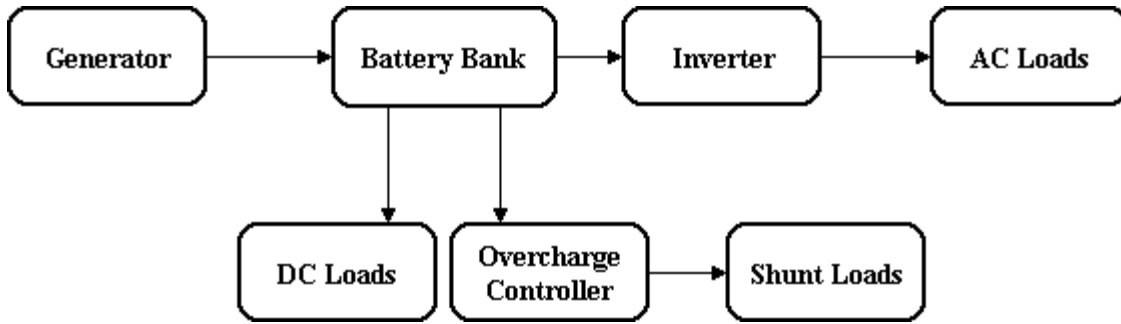 Generator
Battery Bank
Inverter
AC Loads
DC Loads
Overcharge
Controller
Shunt Loads